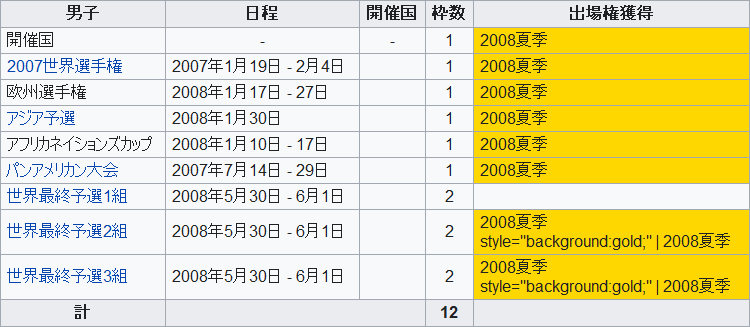 男子 日程 開催国 枠数 出場権獲得
開催国 - - 1 2008夏季
2007世界選手権 2007年1月19日 - 2月4日 1 2008夏季
欧州選手権 2008年1月17日 - 27日 1 2008夏季
アジア予選 2008年1月30日 1 2008夏季
アフリカネイションズカップ 2008年1月10日 - 17日 1 2008夏季
パンアメリカン大会 2007年7月14日 - 29日 1 2008夏季
世界最終予選1組 2008年5月30日 - 6月1日 2
世界最終予選2組 2008年5月30日 - 6月1日 2 2008夏季
style="background:gold;" | 2008夏季
世界最終予選3組 2008年5月30日 - 6月1日 2 2008夏季
style="background:gold;" | 2008夏季
計 12